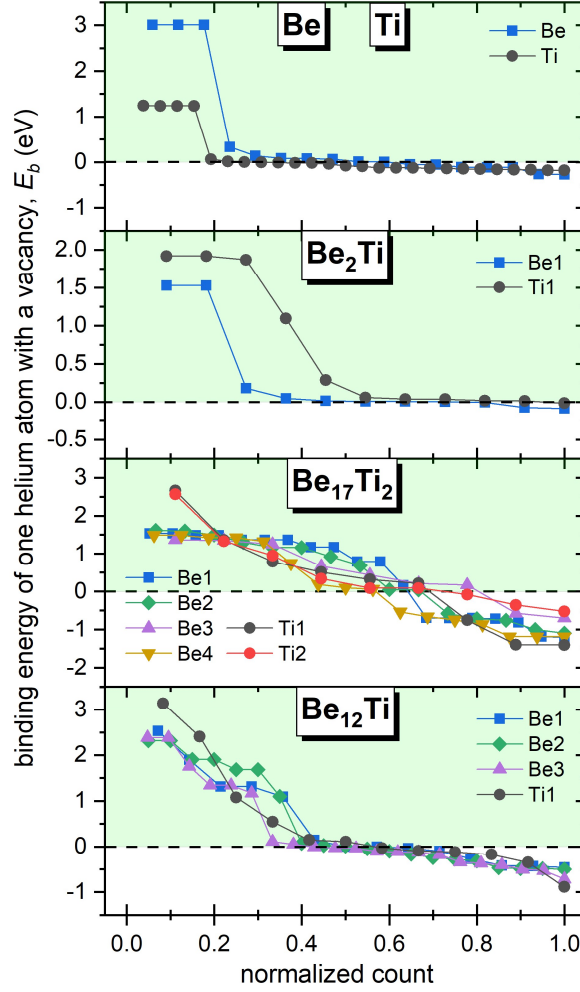 binding energy of one helium atom with a vacancy, E_b (eV)
Be Ti
Be
Ti
3
2
1
0
-1
Be₂Ti
Be1
Ti1
2.0
1.5
1.0
0.5
0.0
-0.5
Be₁₇Ti₂
3
2
1
0
-1
-2
Be1
Be2
Be3 Ti1
Be4 Ti2
Be₁₂Ti
Be1
Be2
Be3
Ti1
3
2
1
0
-1
0.0 0.2 0.4 0.6 0.8 1.0
normalized count